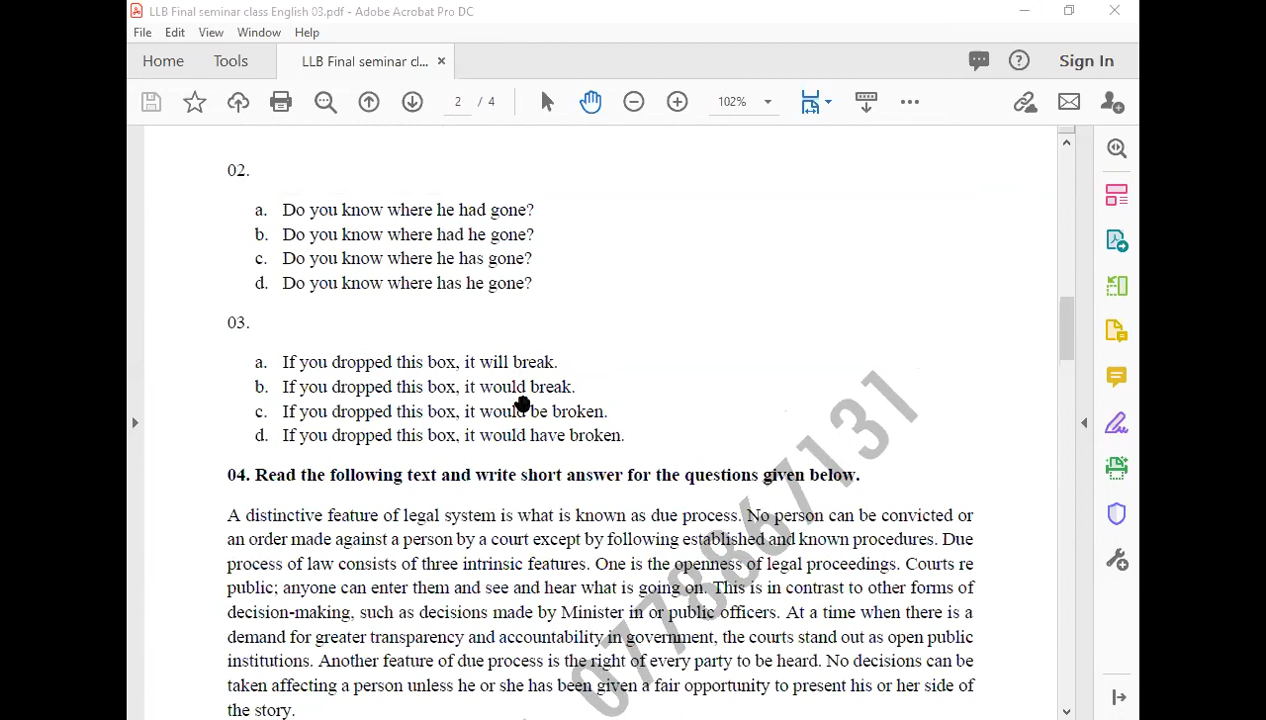 LLB Final seminar class English 03.pdf - Adobe Acrobat Pro DC
File Edit View Window Help
Home Tools LLB Final seminar cl... × Sign In
2 / 4 102%
02.
a. Do you know where he had gone?
b. Do you know where had he gone?
c. Do you know where he has gone?
d. Do you know where has he gone?
03.
a. If you dropped this box, it will break.
b. If you dropped this box, it would break.
c. If you dropped this box, it would be broken.
d. If you dropped this box, it would have broken.
04. Read the following text and write short answer for the questions given below.
A distinctive feature of legal system is what is known as due process. No person can be convicted or
an order made against a person by a court except by following established and known procedures. Due
process of law consists of three intrinsic features. One is the openness of legal proceedings. Courts re
public; anyone can enter them and see and hear what is going on. This is in contrast to other forms of
decision-making, such as decisions made by Minister in or public officers. At a time when there is a
demand for greater transparency and accountability in government, the courts stand out as open public
institutions. Another feature of due process is the right of every party to be heard. No decisions can be
taken affecting a person unless he or she has been given a fair opportunity to present his or her side of
the story.
0778867131